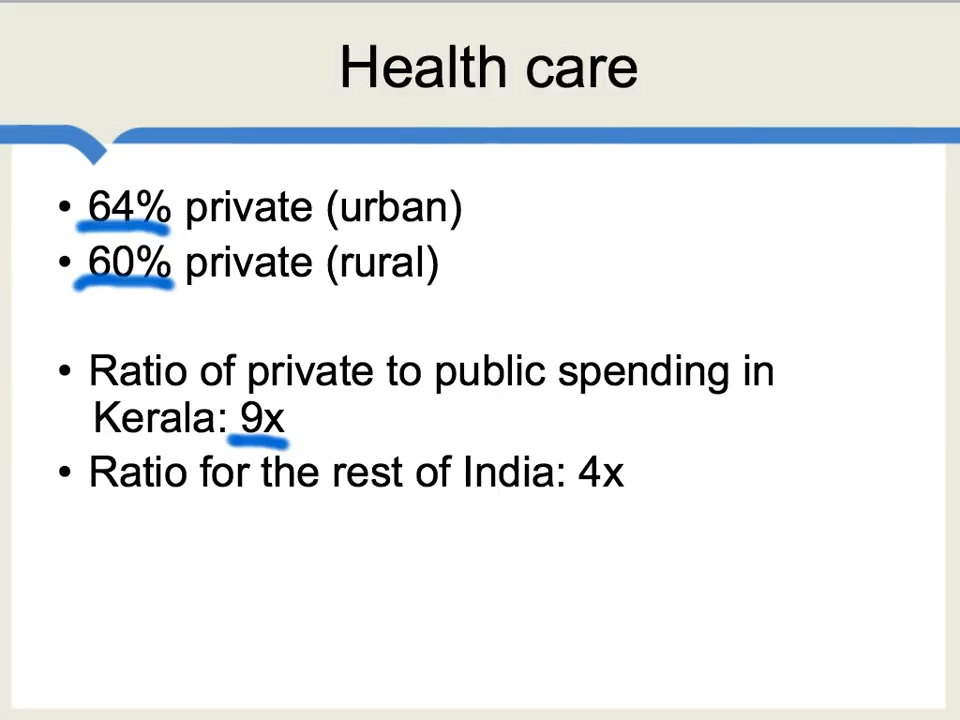 Health care
• 64% private (urban)
• 60% private (rural)
• Ratio of private to public spending in
Kerala: 9x
• Ratio for the rest of India: 4x